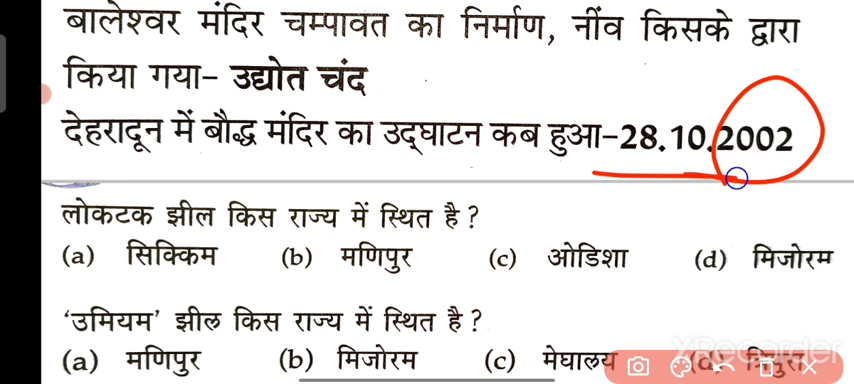 बालेश्वर मंदिर चम्पावत का निर्माण, नींव किसके द्वारा
किया गया- उद्योत चंद
देहरादून में बौद्ध मंदिर का उद्घाटन कब हुआ-28.10.2002
लोकटक झील किस राज्य में स्थित है ?
(a) सिक्किम (b) मणिपुर (c) ओडिशा (d) मिजोरम
'उमियम' झील किस राज्य में स्थित है ?
XRecorder
(a) मणिपुर (b) मिजोरम (c) मेघालय (d)